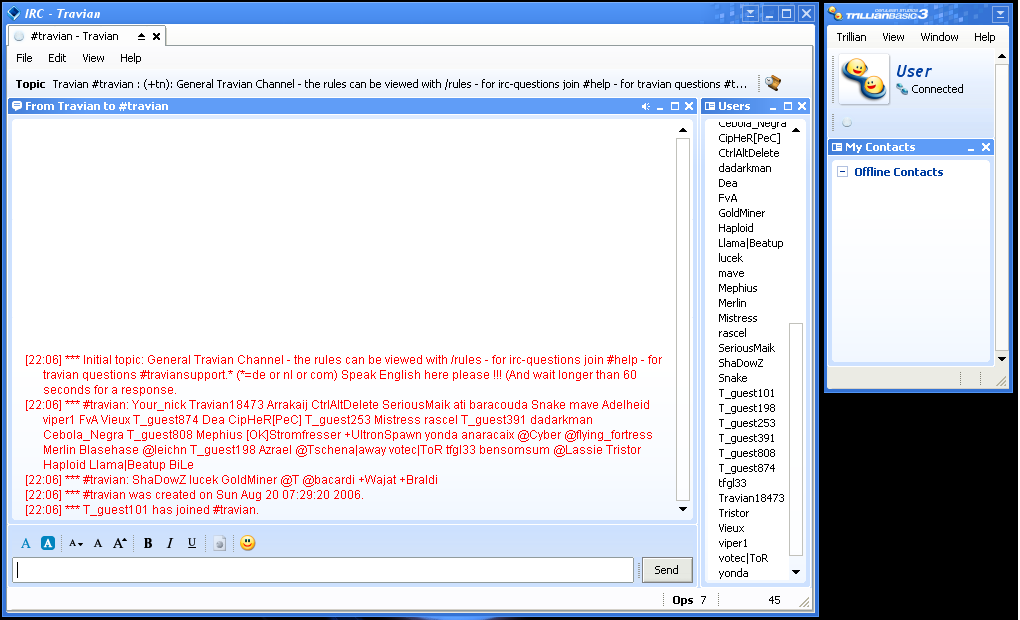 IRC - Travian
#travian - Travian
File Edit View Help
Topic Travian #travian : (+tn): General Travian Channel - the rules can be viewed with /rules - for irc-questions join #help - for travian questions #t...
From Travian to #travian
[22:06] *** Initial topic: General Travian Channel - the rules can be viewed with /rules - for irc-questions join #help - for
travian questions #traviansupport.* (*=de or nl or com) Speak English here please !!! (And wait longer than 60
seconds for a response.
[22:06] *** #travian: Your_nick Travian18473 Arrakaij CtrlAltDelete SeriousMaik ati baracouda Snake mave Adelheid
viper1 FvA Vieux T_guest874 Dea CipHeR[PeC] T_guest253 Mistress rascel T_guest391 dadarkman
Cebola_Negra T_guest808 Mephius [OK]Stromfresser +UltronSpawn yonda anaracaix @Cyber @flying_fortress
Merlin Blasehase @leichn T_guest198 Azrael @Tschena|away votec|ToR tfgl33 bensomsum @Lassie Tristor
Haploid Llama|Beatup BiLe
[22:06] *** #travian: ShaDowZ lucek GoldMiner @T @bacardi +Wajat +Braldi
[22:06] *** #travian was created on Sun Aug 20 07:29:20 2006.
[22:06] *** T_guest101 has joined #travian.
A A A A A B I U
Send
Ops 7 45
Users
Cebola_Negra
CipHeR[PeC]
CtrlAltDelete
dadarkman
Dea
FvA
GoldMiner
Haploid
Llama|Beatup
lucek
mave
Mephius
Merlin
Mistress
rascel
SeriousMaik
ShaDowZ
Snake
T_guest101
T_guest198
T_guest253
T_guest391
T_guest808
T_guest874
tfgl33
Travian18473
Tristor
Vieux
viper1
votec|ToR
yonda
cerulean studios
TRILLIANBASIC 3
Trillian View Window Help
User
Connected
My Contacts
Offline Contacts